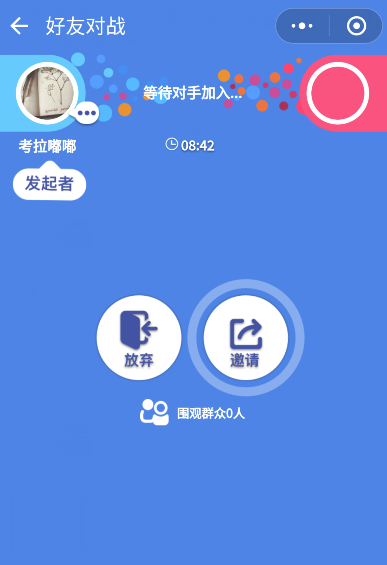 好友对战
等待对手加入...
考拉嘟嘟
08:42
发起者
放弃
邀请
围观群众0人